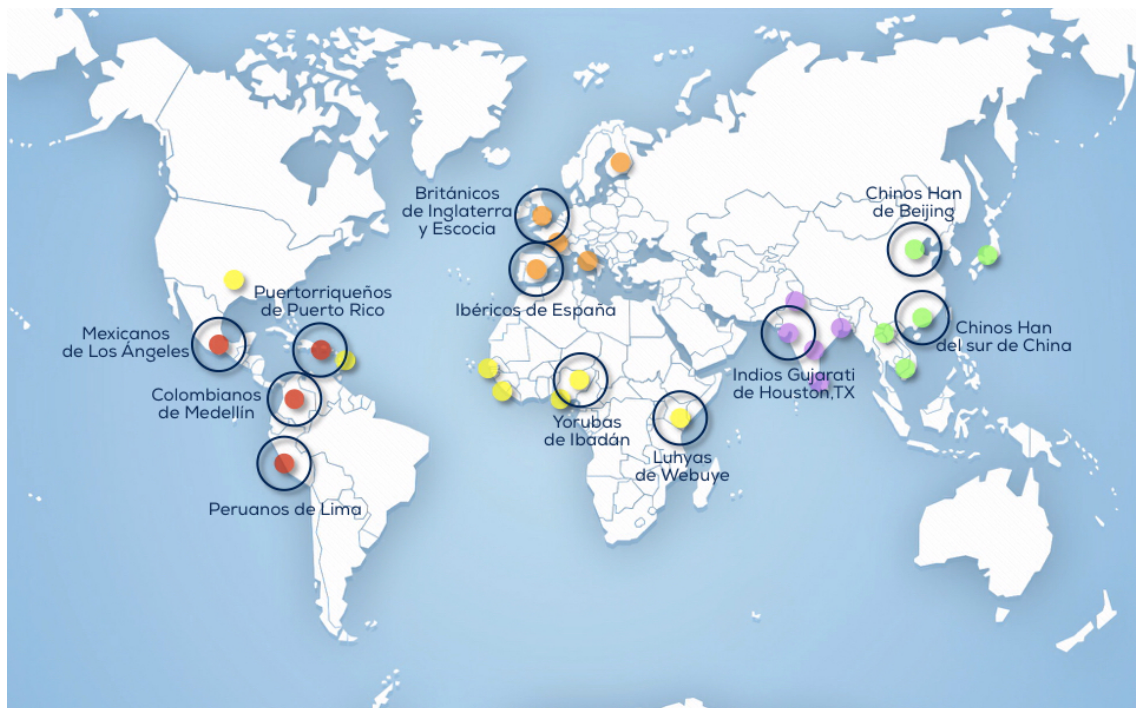 Británicos
de Inglaterra
y Escocia
Chinos Han
de Beijing
Puertorriqueños
de Puerto Rico
Ibéricos de España
Mexicanos
de Los Ángeles
Chinos Han
del sur de China
Indios Gujarati
de Houston,TX
Colombianos
de Medellín
Yorubas
de Ibadán
Luhyas
de Webuye
Peruanos de Lima